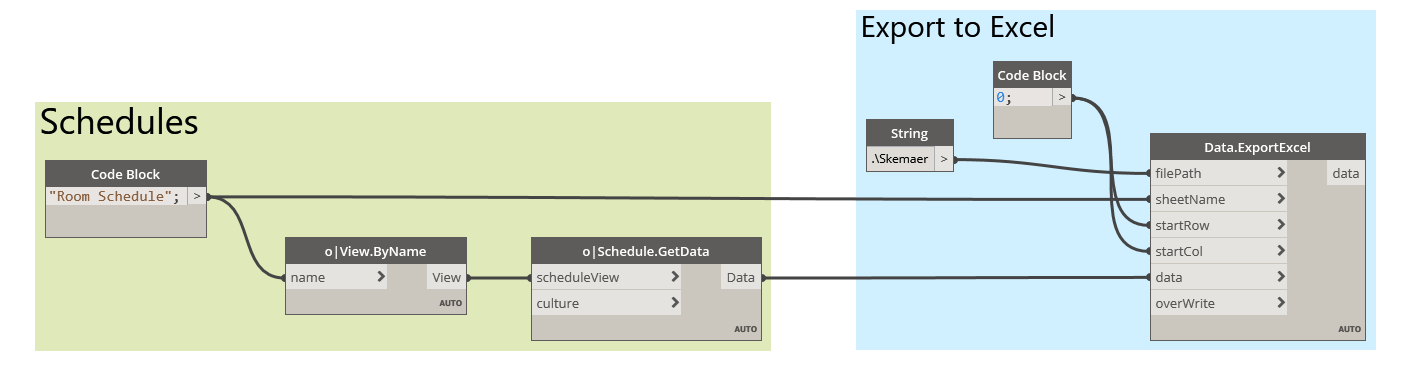 Schedules
Code Block
"Room Schedule"; >
o|View.ByName
name > View
AUTO
o|Schedule.GetData
scheduleView > Data
culture >
AUTO
Export to Excel
Code Block
0; >
String
.\Skemaer >
Data.ExportExcel
filePath > data
sheetName >
startRow >
startCol >
data >
overWrite >
AUTO